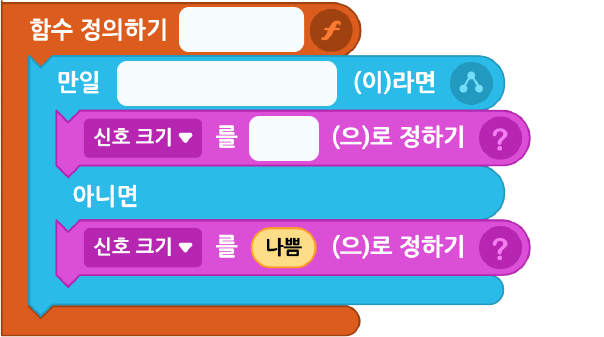 함수 정의하기
만일 (이)라면
신호 크기 를 (으)로 정하기 ?
아니면
신호 크기 를 나쁨 (으)로 정하기 ?